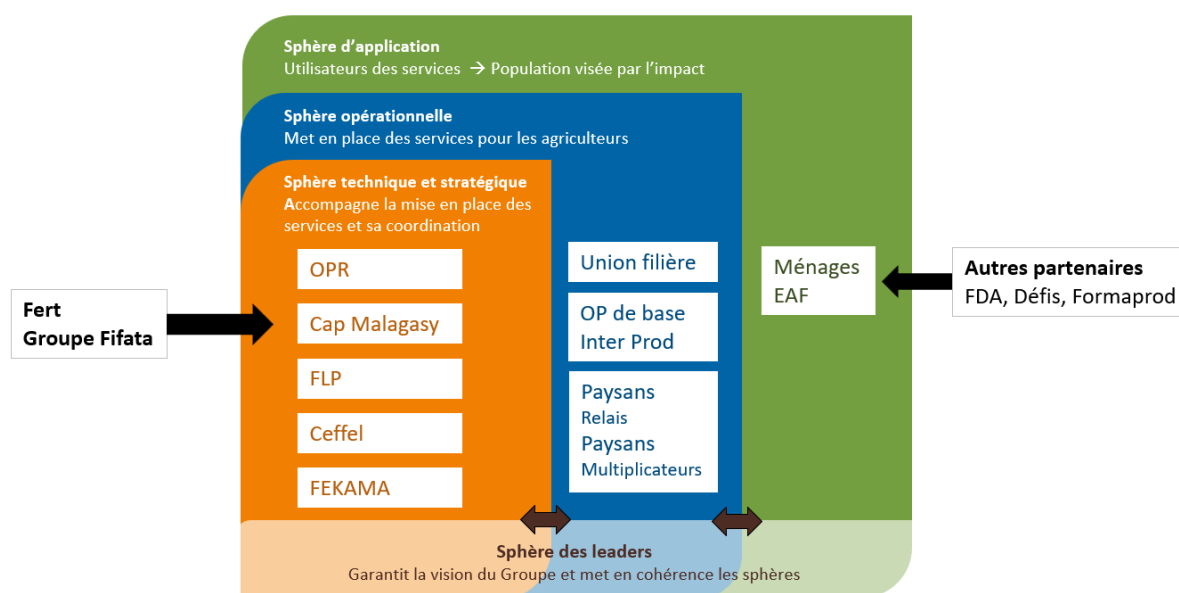 Sphère d’application
Utilisateurs des services → Population visée par l’impact
Sphère opérationnelle
Met en place des services pour les agriculteurs
Sphère technique et stratégique
Accompagne la mise en place des
services et sa coordination
OPR
Cap Malagasy
FLP
Ceffel
FEKAMA
Union filière
OP de base
Inter Prod
Paysans
Relais
Paysans
Multiplicateurs
Ménages
EAF
Fert
Groupe Fifata
Autres partenaires
FDA, Défis, Formaprod
Sphère des leaders
Garantit la vision du Groupe et met en cohérence les sphères